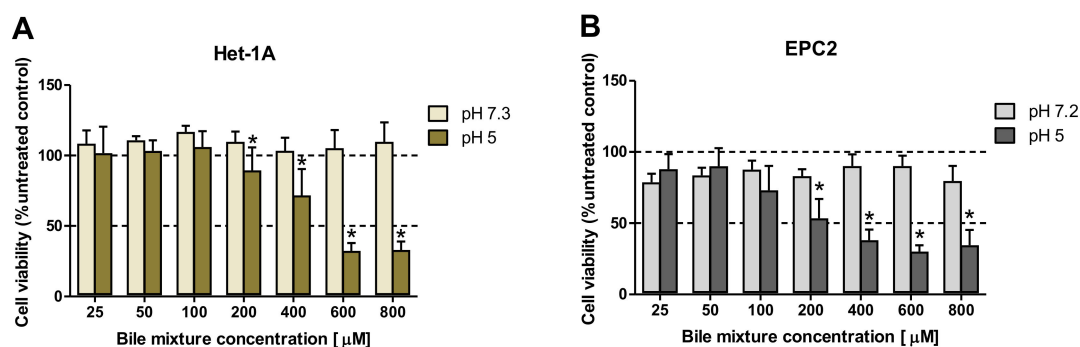 A
Het-1A
Cell viability (%untreated control)
150
100
50
0
* * * *
25 50 100 200 400 600 800
Bile mixture concentration [ μM]
pH 7.3
pH 5
B
EPC2
Cell viability (%untreated control)
150
100
50
0
* * * *
25 50 100 200 400 600 800
Bile mixture concentration [ μM]
pH 7.2
pH 5